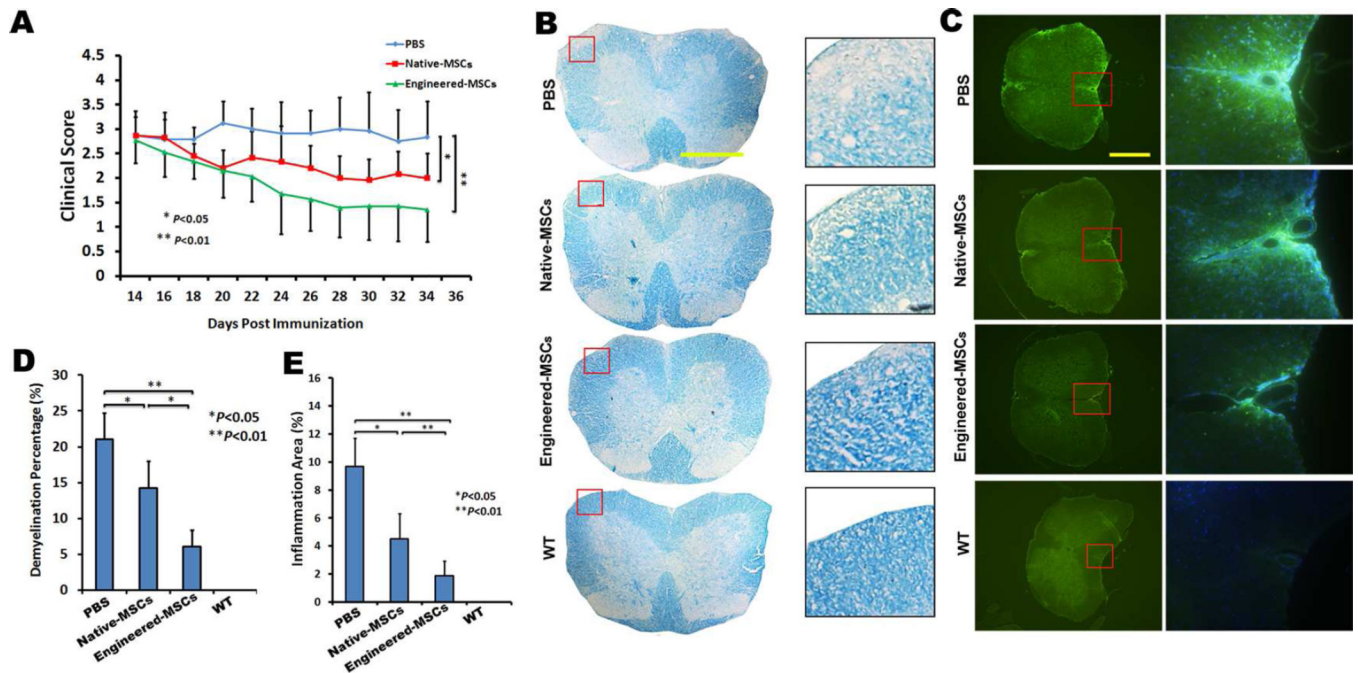 A
PBS
Native-MSCs
Engineered-MSCs
4.5
4
3.5
3
2.5
2
1.5
1
0.5
0
Clinical Score
*
**
* P<0.05
** P<0.01
14 16 18 20 22 24 26 28 30 32 34 36
Days Post Immunization
B
PBS
Native-MSCs
Engineered-MSCs
WT
C
PBS
Native-MSCs
Engineered-MSCs
WT
D
Demyelination Percentage (%)
30
25
20
15
10
5
0
**
* *
*P<0.05
**P<0.01
PBS
Native-MSCs
Engineered-MSCs
WT
E
Inflammation Area (%)
16
14
12
10
8
6
4
2
0
**
* **
*P<0.05
**P<0.01
PBS
Native-MSCs
Engineered-MSCs
WT